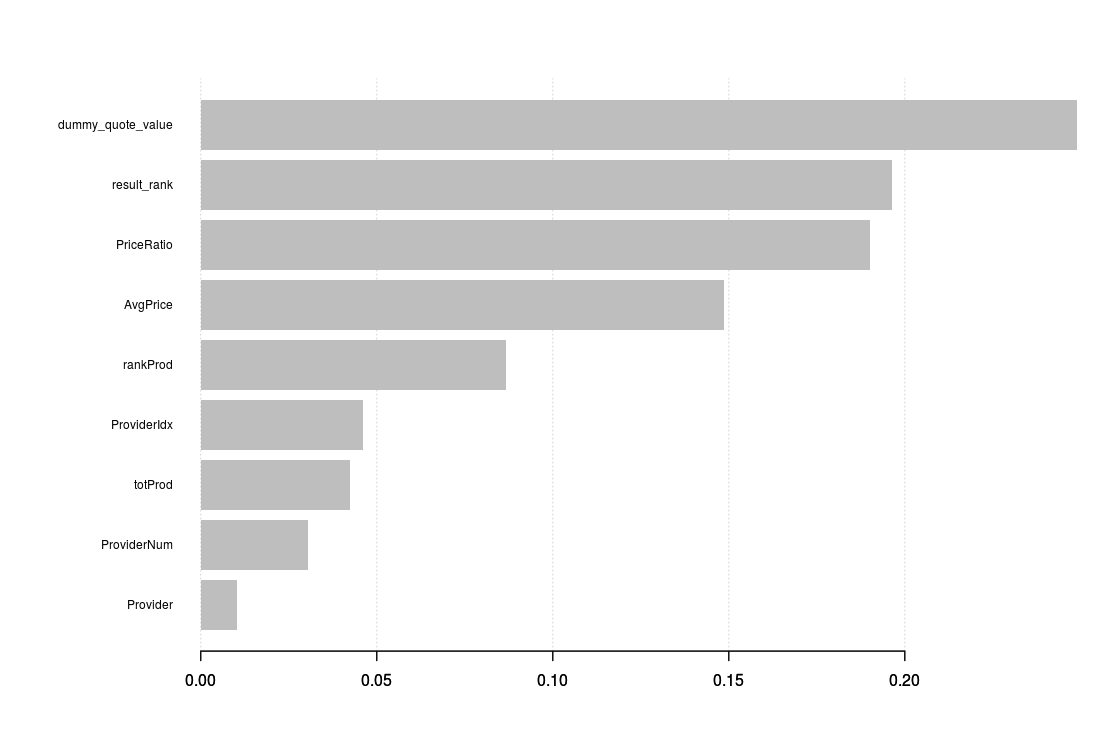 dummy_quote_value
result_rank
PriceRatio
AvgPrice
rankProd
ProviderIdx
totProd
ProviderNum
Provider
0.00 0.05 0.10 0.15 0.20